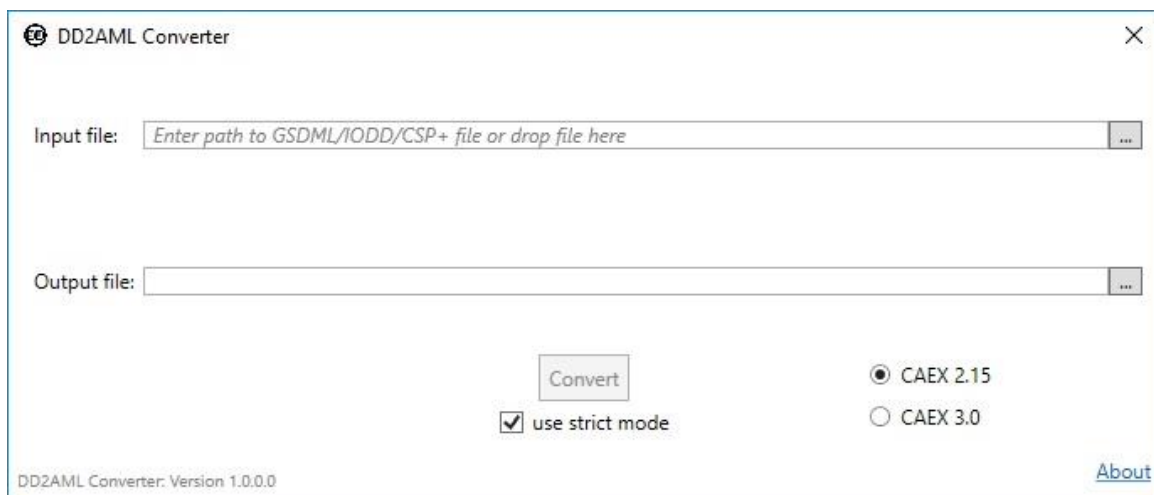 DD2AML Converter
Input file: Enter path to GSDML/IODD/CSP+ file or drop file here ...
Output file: ...
Convert
CAEX 2.15
use strict mode
CAEX 3.0
About
DD2AML Converter: Version 1.0.0.0